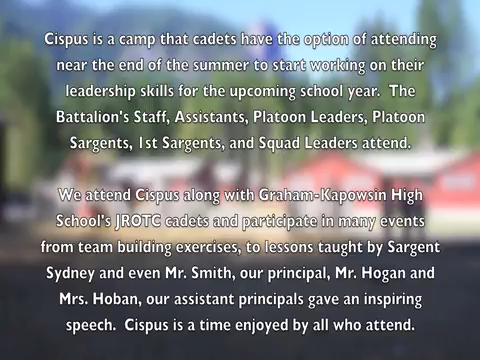 Cispus is a camp that cadets have the option of attending
near the end of the summer to start working on their
leadership skills for the upcoming school year.  The
Battalion's Staff, Assistants, Platoon Leaders, Platoon
Sargents, 1st Sargents, and Squad Leaders attend.
We attend Cispus along with Graham-Kapowsin High
School's JROTC cadets and participate in many events
from team building exercises, to lessons taught by Sargent
Sydney and even Mr. Smith, our principal, Mr. Hogan and
Mrs. Hoban, our assistant principals gave an inspiring
speech.  Cispus is a time enjoyed by all who attend.